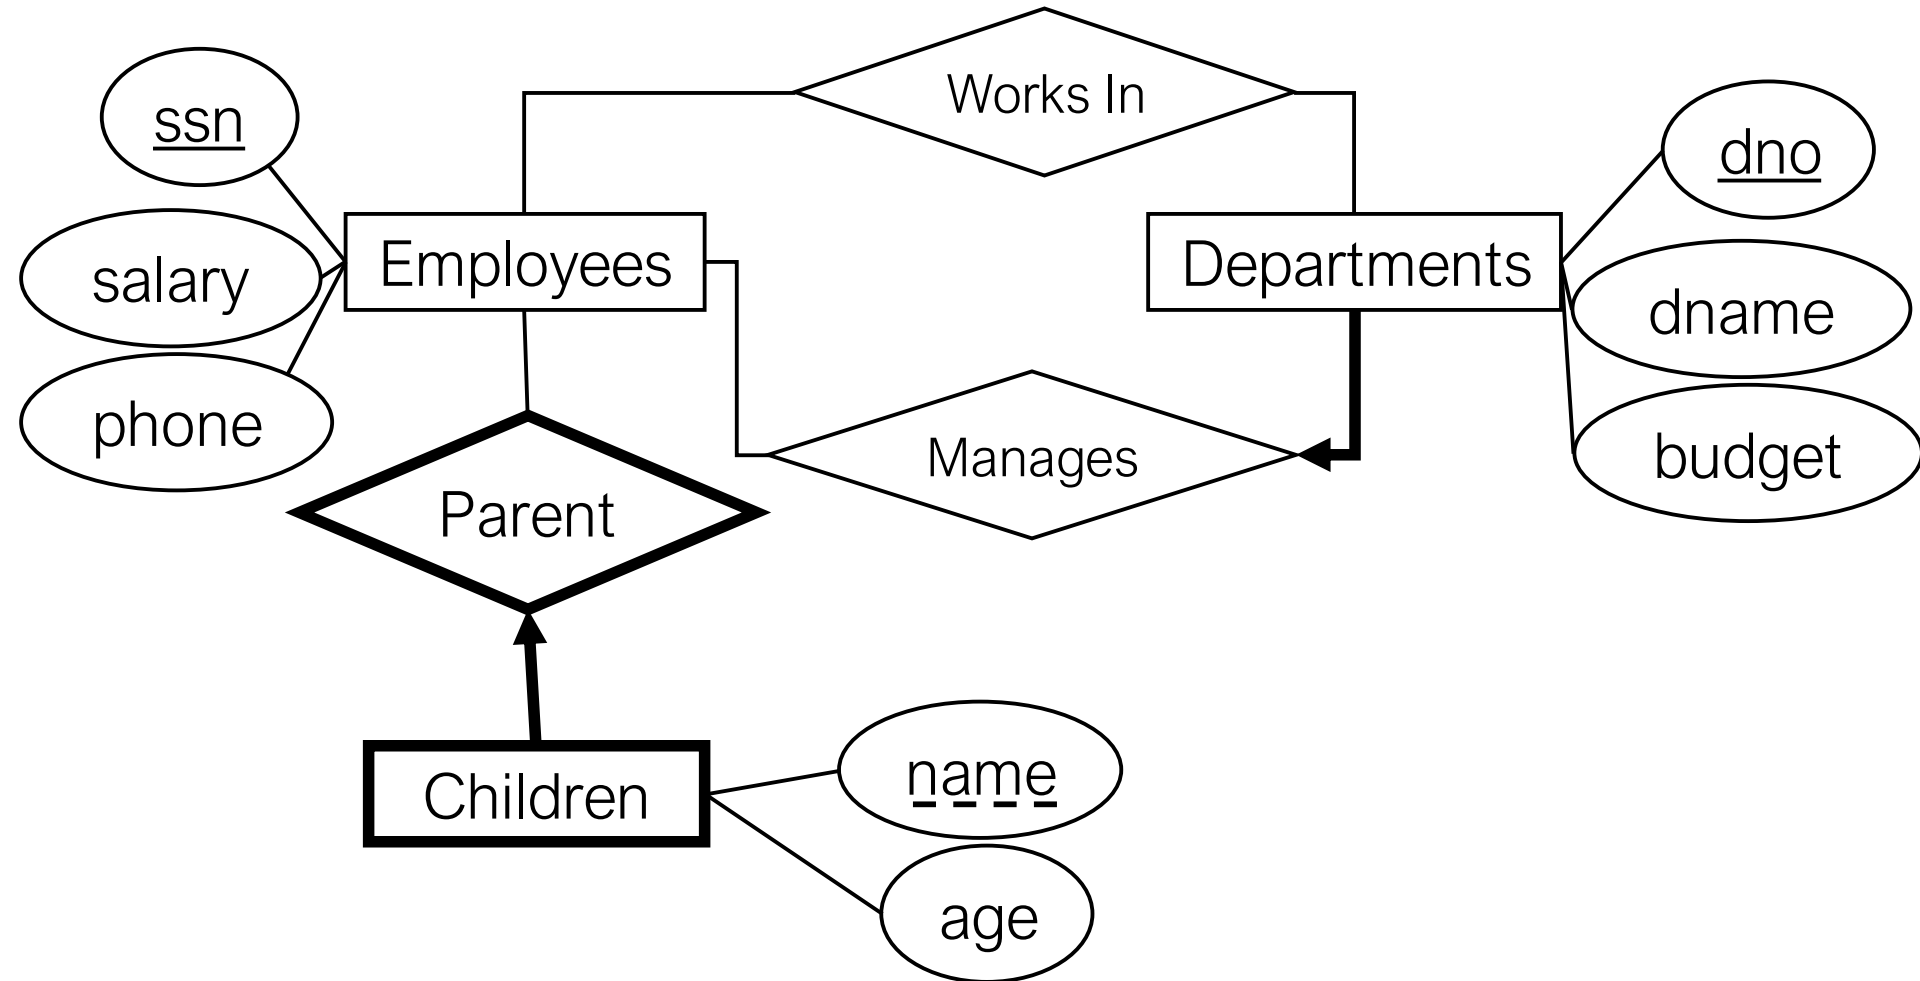 Works In
ssn
dno
Employees
Departments
salary
dname
phone
Manages
budget
Parent
name
Children
age